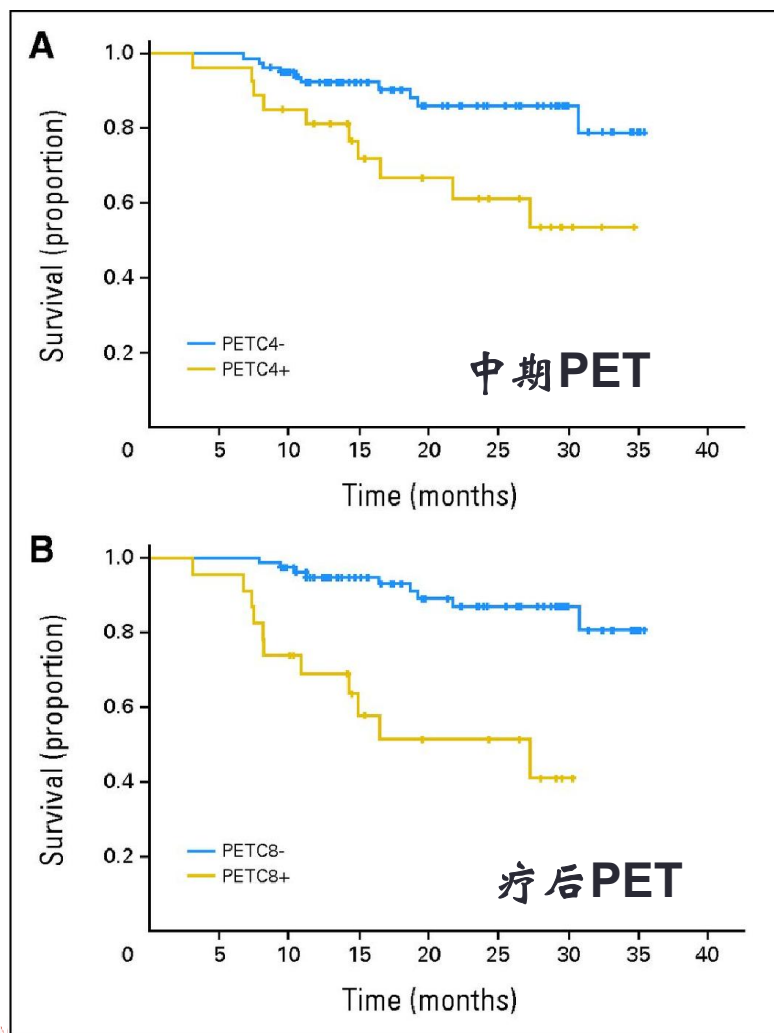 A
Survival (proportion)
1.0
0.8
0.6
0.4
0.2
PETC4-
PETC4+
中期PET
0 5 10 15 20 25 30 35 40
Time (months)
B
Survival (proportion)
1.0
0.8
0.6
0.4
0.2
PETC8-
PETC8+
疗后PET
0 5 10 15 20 25 30 35 40
Time (months)